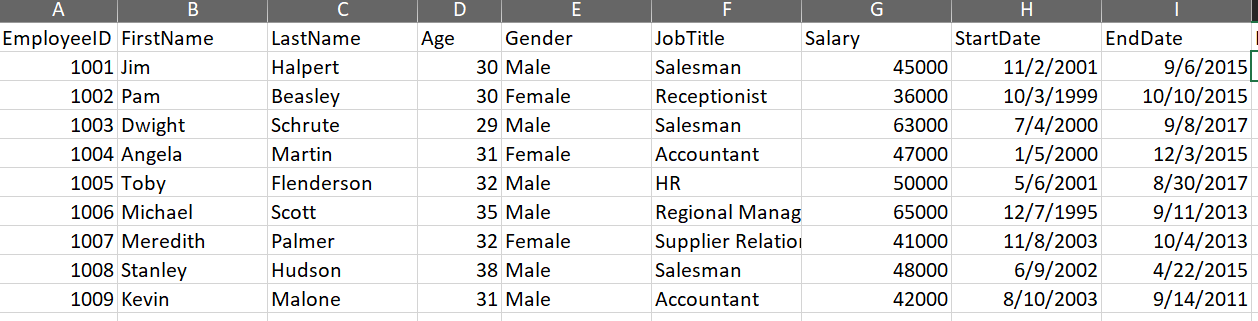 A B C D E F G H I
EmployeeID FirstName LastName Age Gender JobTitle Salary StartDate EndDate
1001 Jim Halpert 30 Male Salesman 45000 11/2/2001 9/6/2015
1002 Pam Beasley 30 Female Receptionist 36000 10/3/1999 10/10/2015
1003 Dwight Schrute 29 Male Salesman 63000 7/4/2000 9/8/2017
1004 Angela Martin 31 Female Accountant 47000 1/5/2000 12/3/2015
1005 Toby Flenderson 32 Male HR 50000 5/6/2001 8/30/2017
1006 Michael Scott 35 Male Regional Manag 65000 12/7/1995 9/11/2013
1007 Meredith Palmer 32 Female Supplier Relatio 41000 11/8/2003 10/4/2013
1008 Stanley Hudson 38 Male Salesman 48000 6/9/2002 4/22/2015
1009 Kevin Malone 31 Male Accountant 42000 8/10/2003 9/14/2011